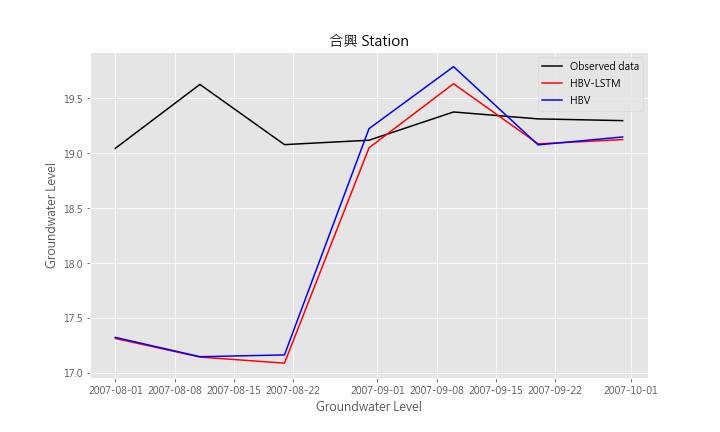 合興 Station
Observed data
HBV-LSTM
HBV
Groundwater Level
19.5
19.0
18.5
18.0
17.5
17.0
2007-08-01 2007-08-08 2007-08-15 2007-08-22 2007-09-01 2007-09-08 2007-09-15 2007-09-22 2007-10-01
Groundwater Level